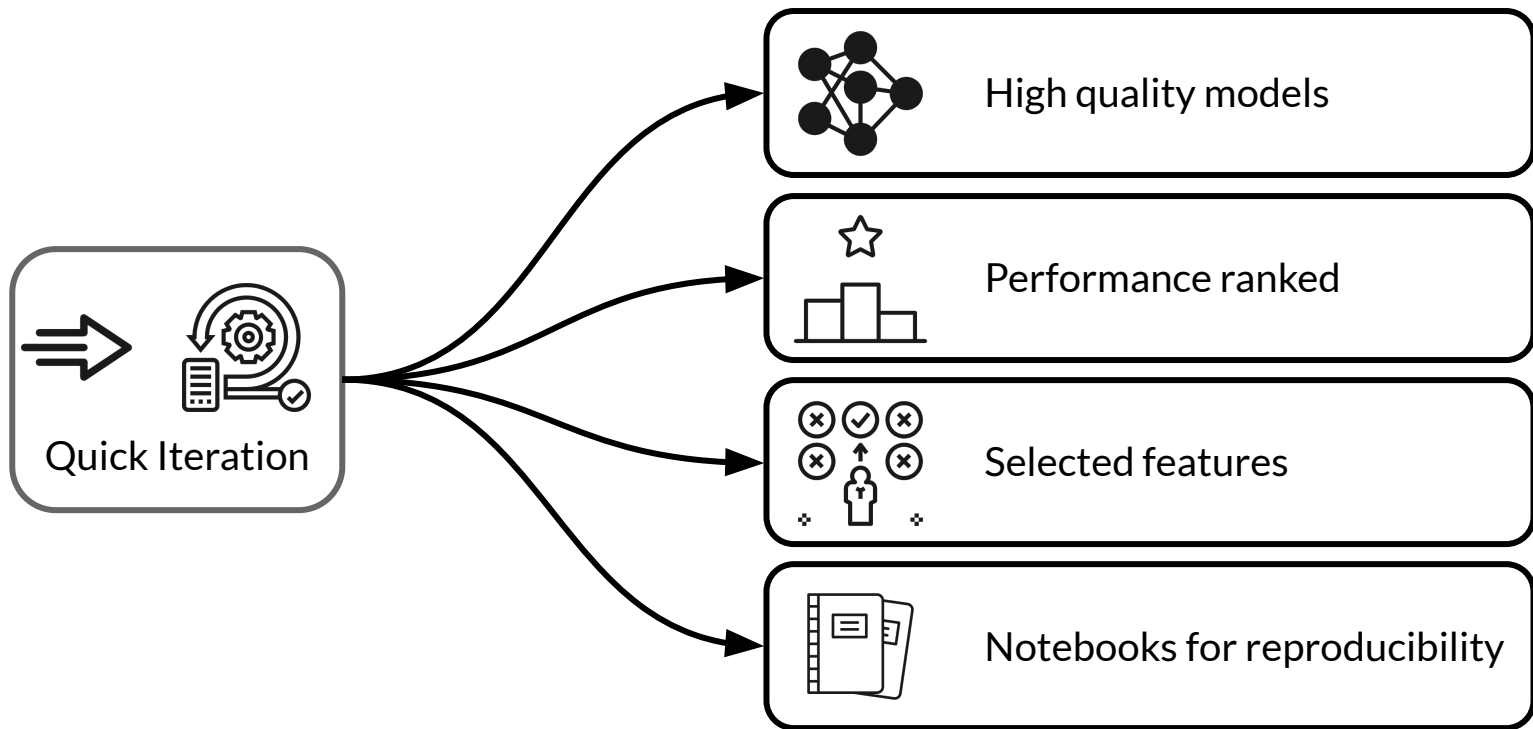 High quality models
Performance ranked
Quick Iteration
Selected features
Notebooks for reproducibility